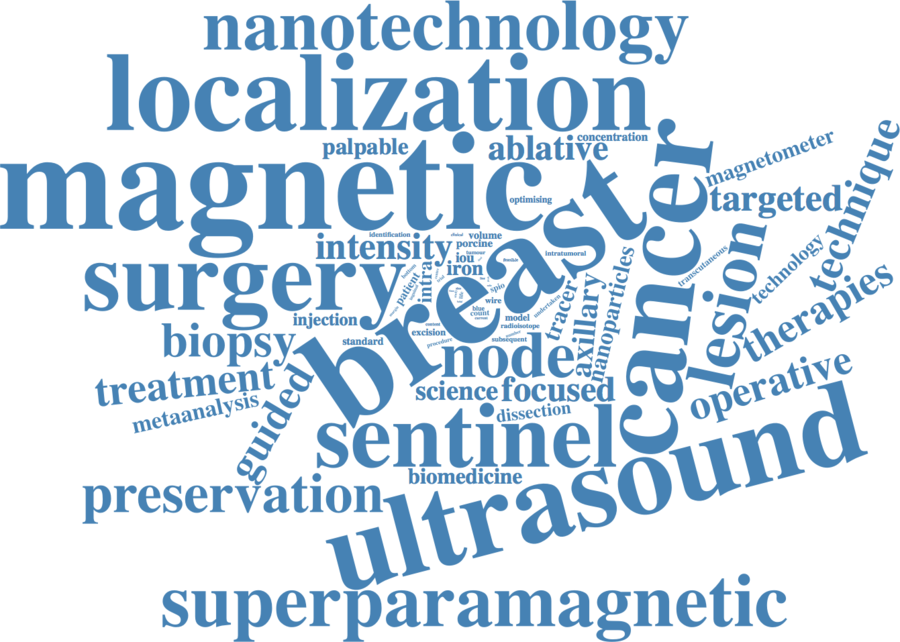 nanotechnology
localization
concentration
palpable
ablative
magnetic
cancer
magnetometer
technique
optimising
targeted
breast
identification
volume
intensity
porcine
tumour
intratumoral
transcutaneous
technology
surgery
iou
iron
patient
intra
spio
wire
undertaken
tracer
axillary
nanoparticles
lesion
therapies
injection
blue
count
model
radioisotope
excision
standard
procedure
subsequent
biopsy
node
treatment
science
focused
operative
metaanalysis
guided
dissection
sentinel
biomedicine
preservation
ultrasound
superparamagnetic